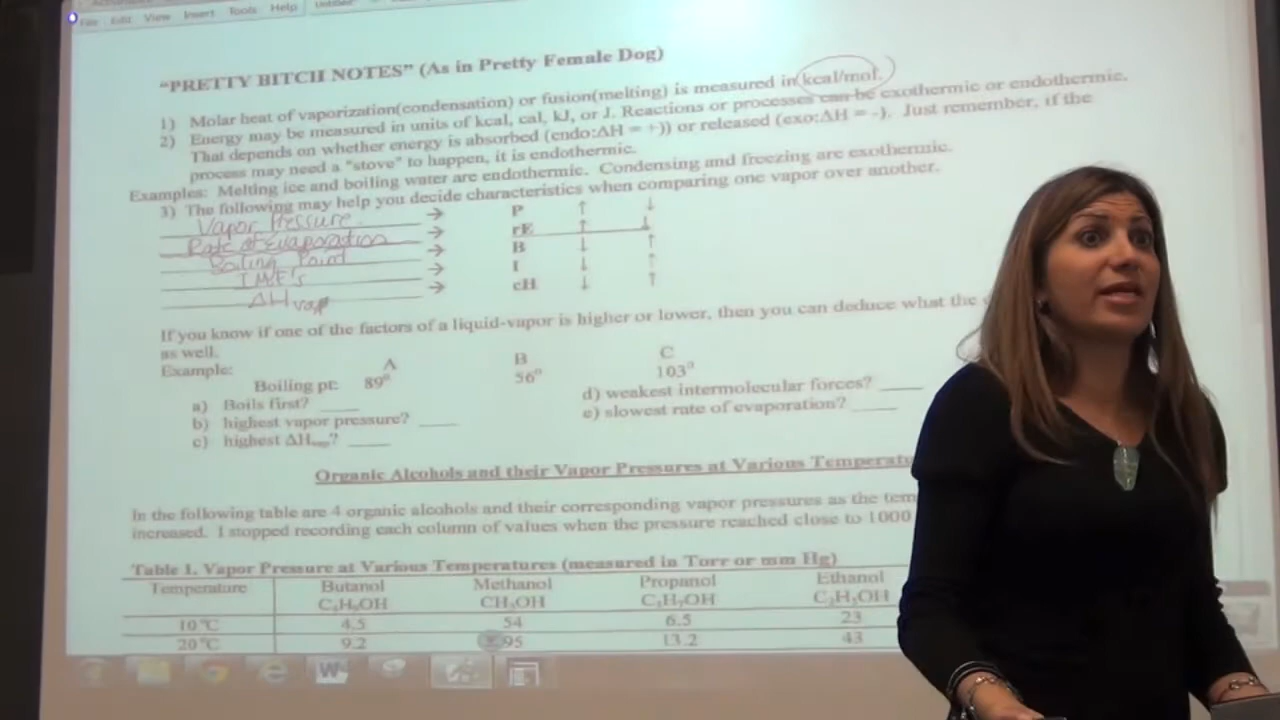 File Edit View Insert Tools Help
"PRETTY BITCH NOTES" (As in Pretty Female Dog)
1) Molar heat of vaporization(condensation) or fusion(melting) is measured in kcal/mol.
2) Energy may be measured in units of kcal, cal, kJ, or J. Reactions or processes can be exothermic or endothermic.
That depends on whether energy is absorbed (endo:ΔH = +)) or released (exo:ΔH = -). Just remember, if the
process may need a "stove" to happen, it is endothermic.
Examples: Melting ice and boiling water are endothermic. Condensing and freezing are exothermic.
3) The following may help you decide characteristics when comparing one vapor over another.
Vapor Pressure → P ↑ ↓
Rate of Evaporation → rE ↑ ↓
Boiling Point → B ↓ ↑
IMF's → I ↓ ↑
ΔHvap → cH ↓ ↑
If you know if one of the factors of a liquid-vapor is higher or lower, then you can deduce what the
as well.
Example: A B C
Boiling pt: 89° 56° 103°
a) Boils first? ____ d) weakest intermolecular forces? ____
b) highest vapor pressure? ____ e) slowest rate of evaporation? ____
c) highest ΔHvap? ____
Organic Alcohols and their Vapor Pressures at Various
In the following table are 4 organic alcohols and their corresponding vapor pressures as the
increased. I stopped recording each column of values when the pressure reached close to 1000
Table 1. Vapor Pressure at Various Temperatures (measured in Torr or mm Hg)
Temperature Butanol Methanol Propanol Ethanol
C₄H₉OH CH₃OH C₃H₇OH C₂H₅OH
10°C 4.5 54 6.5 23
20°C 9.2 95 13.2 43